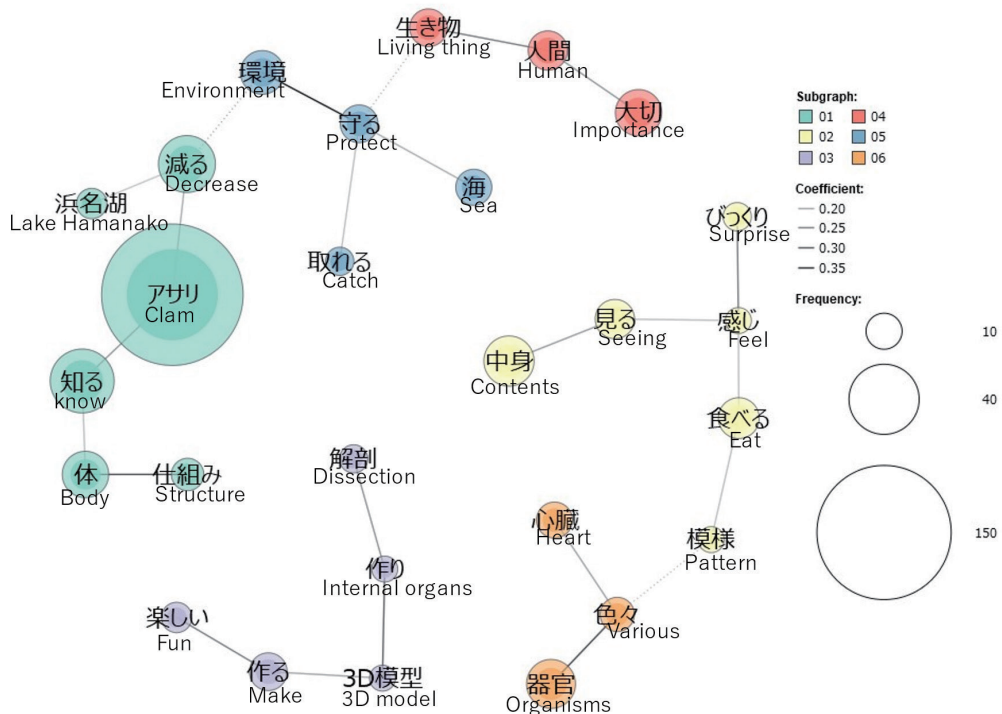 生き物
Living thing
人間
Human
大切
Importance
環境
Environment
守る
Protect
海
Sea
取れる
Catch
減る
Decrease
浜名湖
Lake Hamanako
アサリ
Clam
知る
know
体
Body
仕組み
Structure
びっくり
Surprise
感じ
Feel
見る
Seeing
中身
Contents
食べる
Eat
模様
Pattern
心臓
Heart
色々
Various
器官
Organisms
解剖
Dissection
作り
Internal organs
3D模型
3D model
作る
Make
楽しい
Fun
Subgraph:
01 04
02 05
03 06
Coefficient:
0.20
0.25
0.30
0.35
Frequency:
10
40
150